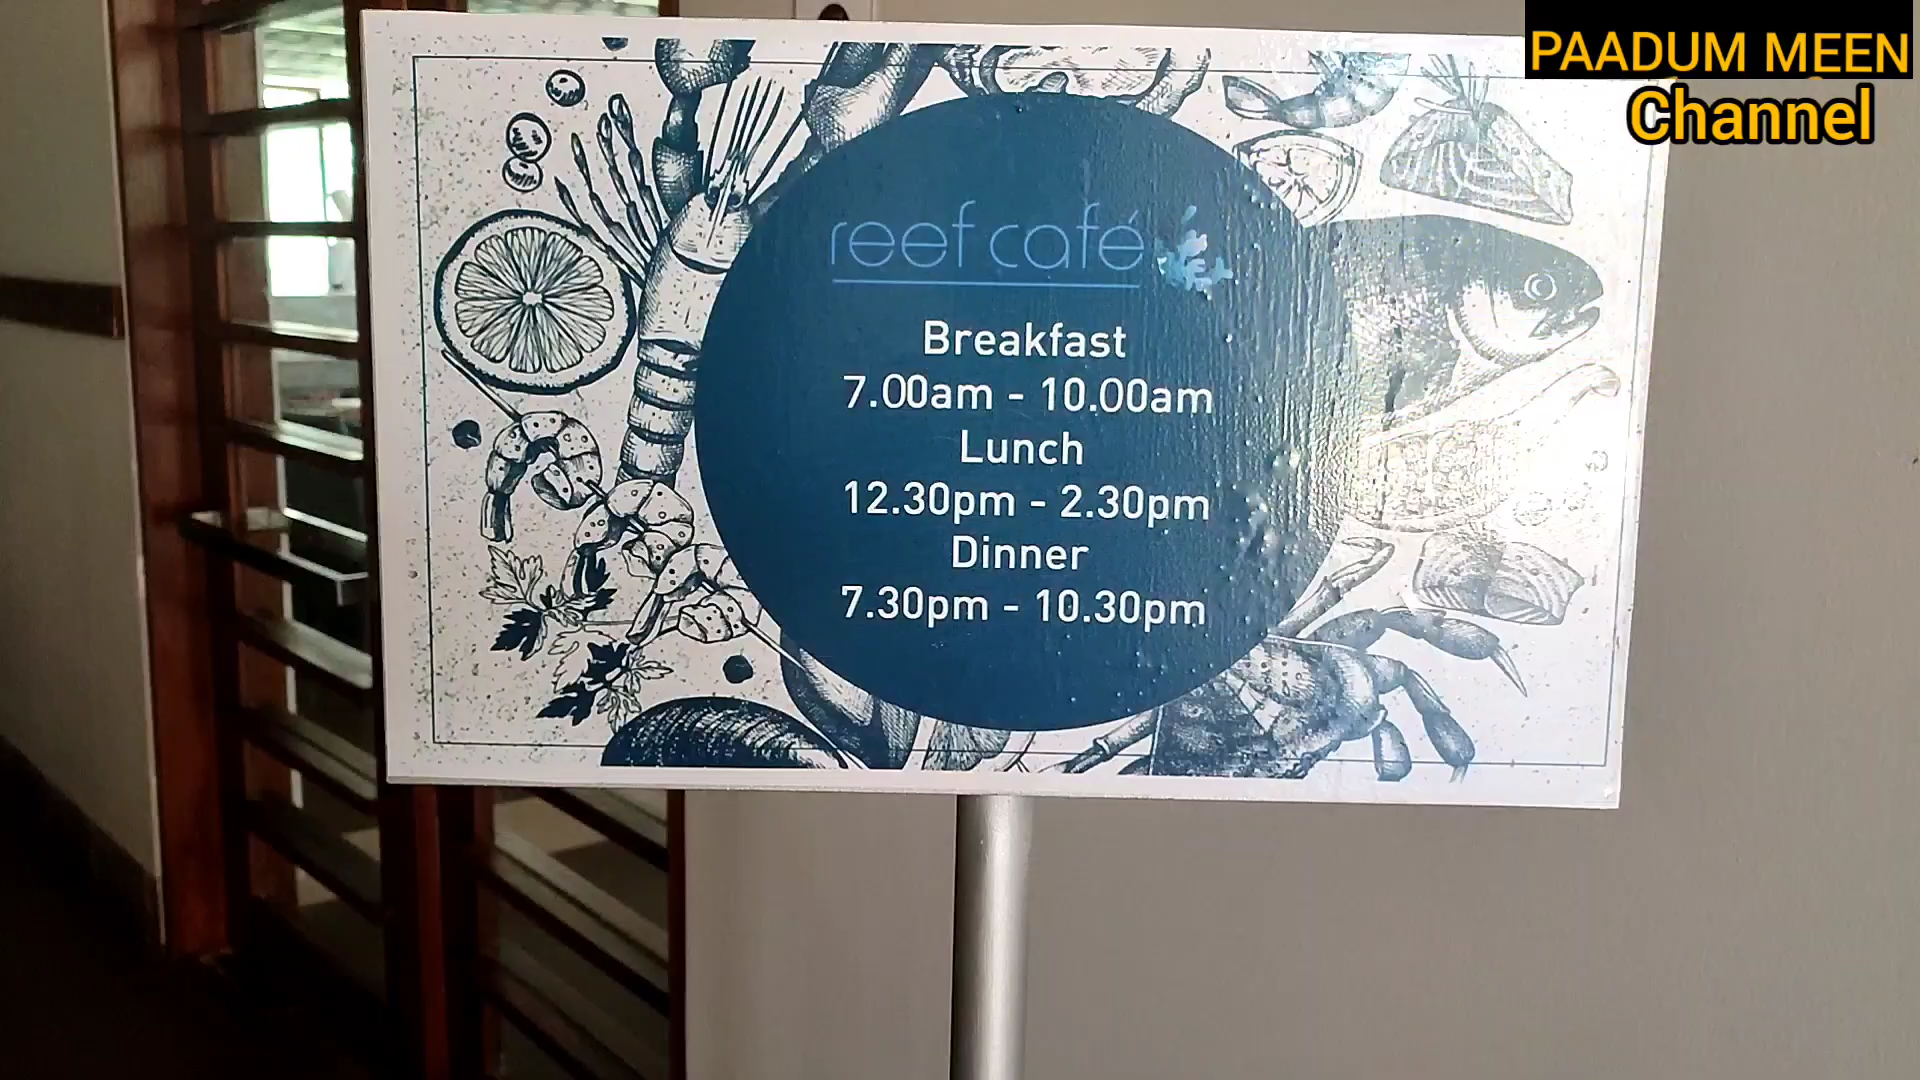 PAADUM MEEN
Channel
reef café
Breakfast
7.00am - 10.00am
Lunch
12.30pm - 2.30pm
Dinner
7.30pm - 10.30pm